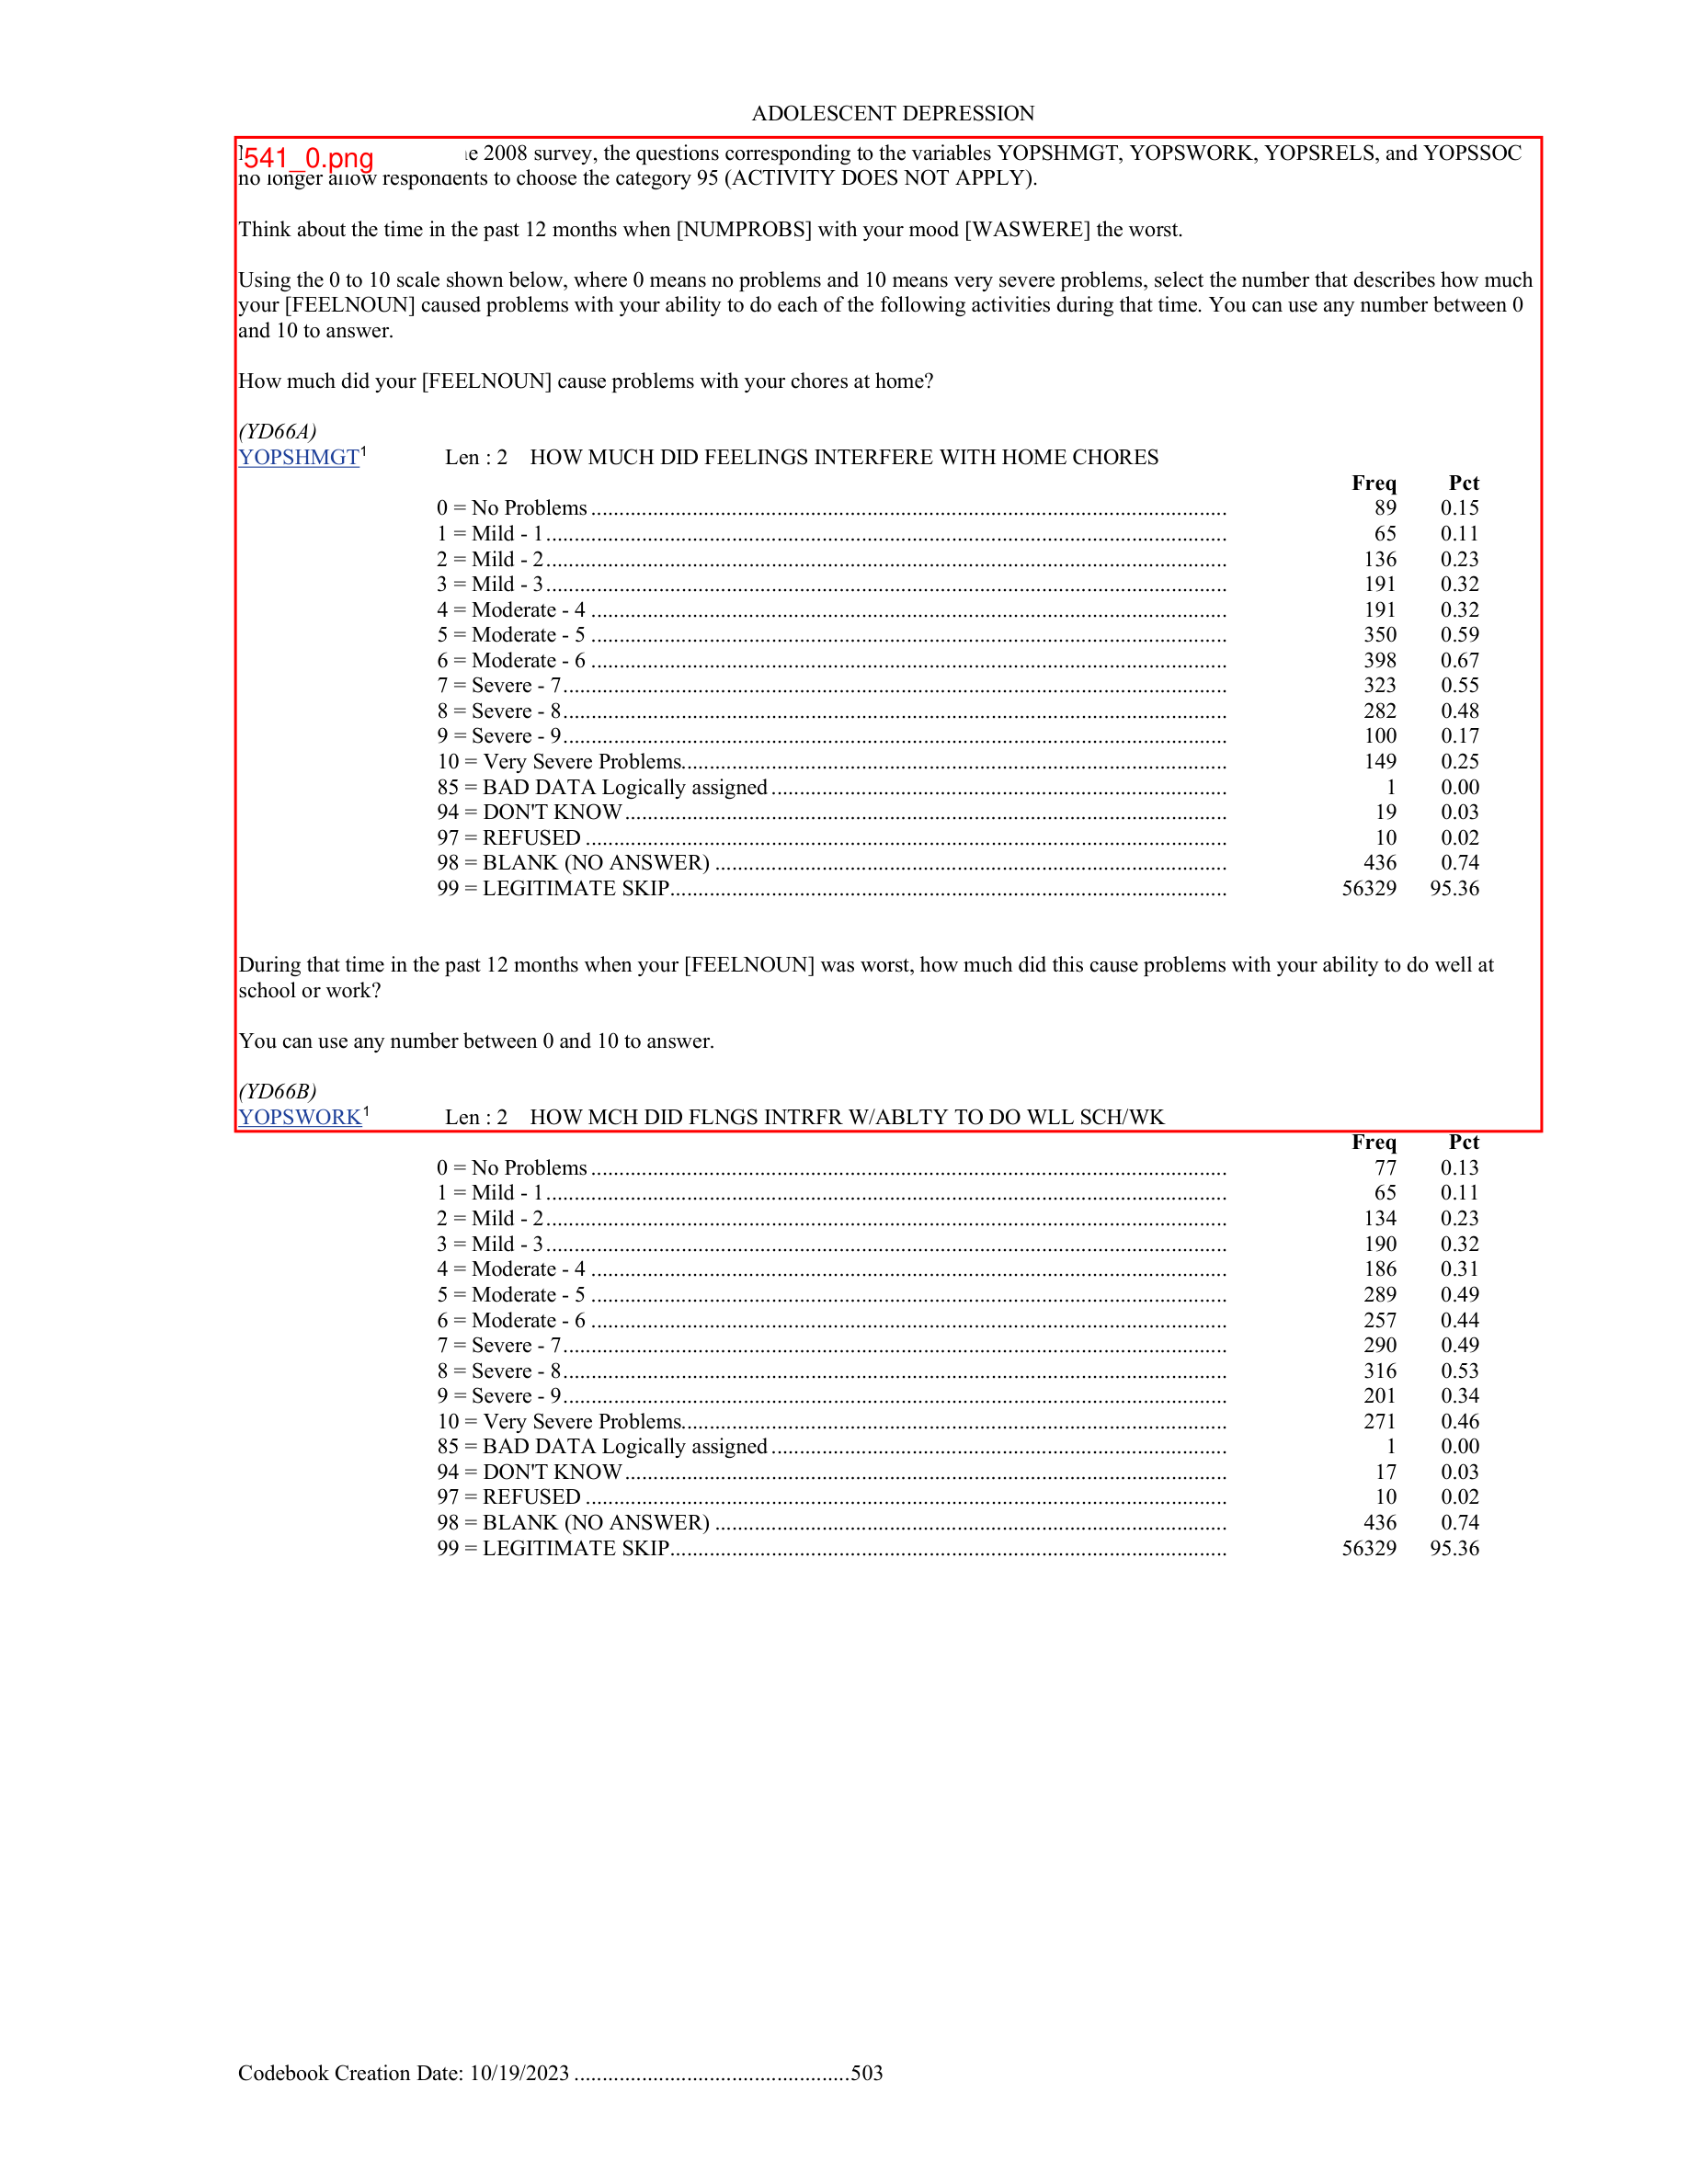 ADOLESCENT DEPRESSION
541_0.png
2008 survey, the questions corresponding to the variables YOPSHMGT, YOPSWORK, YOPSRELS, and YOPSSOC
no longer allow respondents to choose the category 95 (ACTIVITY DOES NOT APPLY).
Think about the time in the past 12 months when [NUMPROBS] with your mood [WASWERE] the worst.
Using the 0 to 10 scale shown below, where 0 means no problems and 10 means very severe problems, select the number that describes how much
your [FEELNOUN] caused problems with your ability to do each of the following activities during that time. You can use any number between 0
and 10 to answer.
How much did your [FEELNOUN] cause problems with your chores at home?
(YD66A)
YOPSHMGT¹ Len : 2 HOW MUCH DID FEELINGS INTERFERE WITH HOME CHORES
Freq Pct
0 = No Problems 89 0.15
1 = Mild - 1 65 0.11
2 = Mild - 2 136 0.23
3 = Mild - 3 191 0.32
4 = Moderate - 4 191 0.32
5 = Moderate - 5 350 0.59
6 = Moderate - 6 398 0.67
7 = Severe - 7 323 0.55
8 = Severe - 8 282 0.48
9 = Severe - 9 100 0.17
10 = Very Severe Problems 149 0.25
85 = BAD DATA Logically assigned 1 0.00
94 = DON'T KNOW 19 0.03
97 = REFUSED 10 0.02
98 = BLANK (NO ANSWER) 436 0.74
99 = LEGITIMATE SKIP 56329 95.36
During that time in the past 12 months when your [FEELNOUN] was worst, how much did this cause problems with your ability to do well at
school or work?
You can use any number between 0 and 10 to answer.
(YD66B)
YOPSWORK¹ Len : 2 HOW MCH DID FLNGS INTRFR W/ABLTY TO DO WLL SCH/WK
Freq Pct
0 = No Problems 77 0.13
1 = Mild - 1 65 0.11
2 = Mild - 2 134 0.23
3 = Mild - 3 190 0.32
4 = Moderate - 4 186 0.31
5 = Moderate - 5 289 0.49
6 = Moderate - 6 257 0.44
7 = Severe - 7 290 0.49
8 = Severe - 8 316 0.53
9 = Severe - 9 201 0.34
10 = Very Severe Problems 271 0.46
85 = BAD DATA Logically assigned 1 0.00
94 = DON'T KNOW 17 0.03
97 = REFUSED 10 0.02
98 = BLANK (NO ANSWER) 436 0.74
99 = LEGITIMATE SKIP 56329 95.36
Codebook Creation Date: 10/19/2023 503